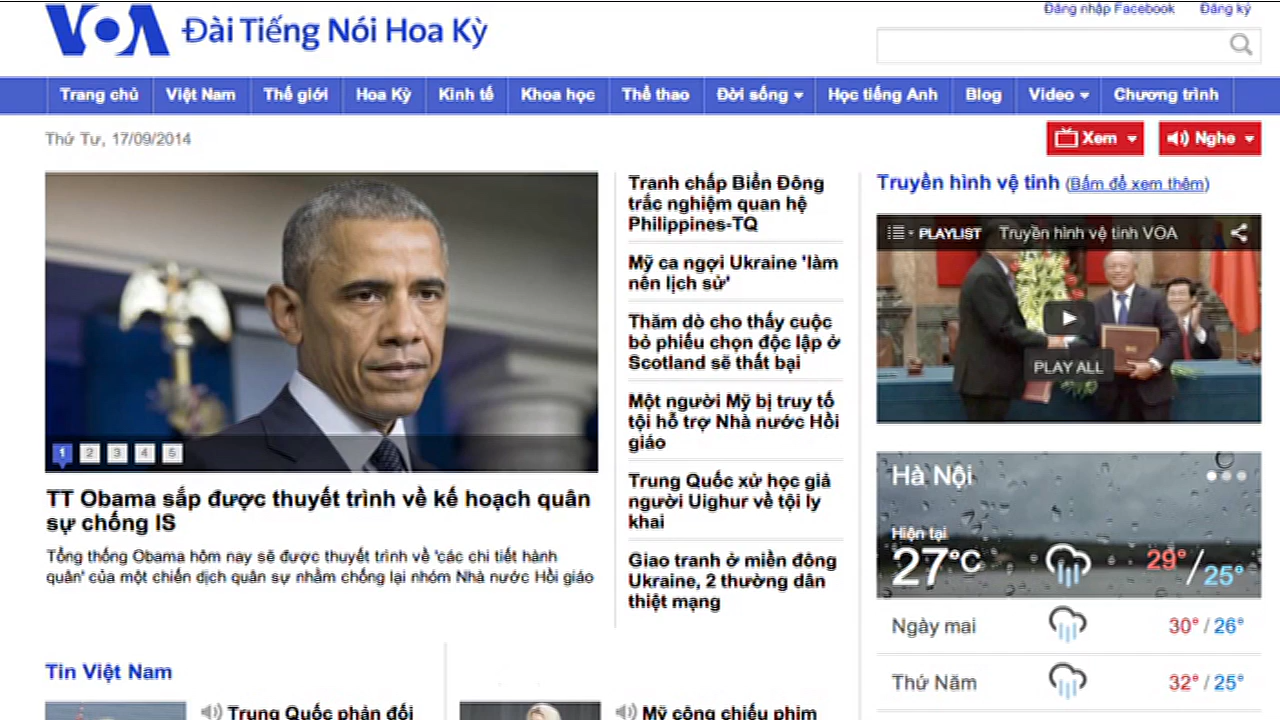 VOA Đài Tiếng Nói Hoa Kỳ
Đăng nhập Facebook Đăng ký
Trang chủ Việt Nam Thế giới Hoa Kỳ Kinh tế Khoa học Thể thao Đời sống Học tiếng Anh Blog Video Chương trình
Thứ Tư, 17/09/2014
Xem Nghe
1 2 3 4 5
TT Obama sắp được thuyết trình về kế hoạch quân
sự chống IS
Tổng thống Obama hôm nay sẽ được thuyết trình về 'các chi tiết hành
quân' của một chiến dịch quân sự nhằm chống lại nhóm Nhà nước Hồi giáo
Tranh chấp Biển Đông
trắc nghiệm quan hệ
Philippines-TQ
Mỹ ca ngợi Ukraine 'làm
nên lịch sử'
Thăm dò cho thấy cuộc
bỏ phiếu chọn độc lập ở
Scotland sẽ thất bại
Một người Mỹ bị truy tố
tội hỗ trợ Nhà nước Hồi
giáo
Trung Quốc xử học giả
người Uighur về tội ly
khai
Giao tranh ở miền đông
Ukraine, 2 thường dân
thiệt mạng
Truyền hình vệ tinh (Bấm để xem thêm)
PLAYLIST Truyền hình vệ tinh VOA
PLAY ALL
Hà Nội
Hiện tại
27°C 29° / 25°
Ngày mai 30° / 26°
Thứ Năm 32° / 25°
Tin Việt Nam
Trung Quốc phản đối
Mỹ công chiếu phim